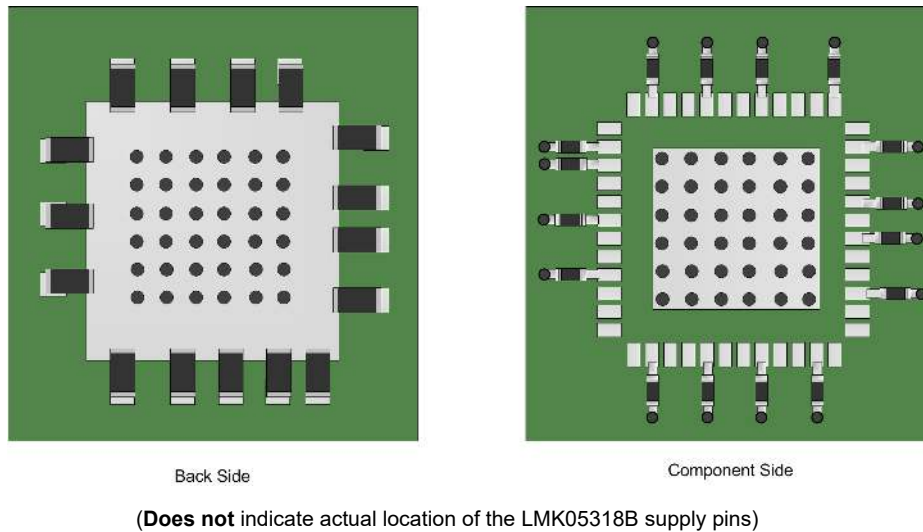 Back Side
Component Side
(Does not indicate actual location of the LMK05318B supply pins)